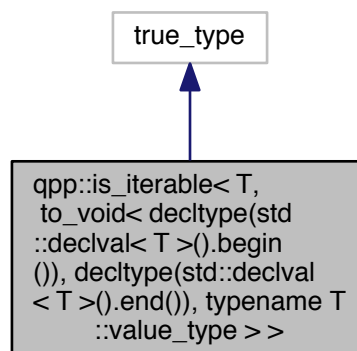 true_type
qpp::is_iterable< T,
to_void< decltype(std
::declval< T >().begin
()), decltype(std::declval
< T >().end()), typename T
::value_type > >